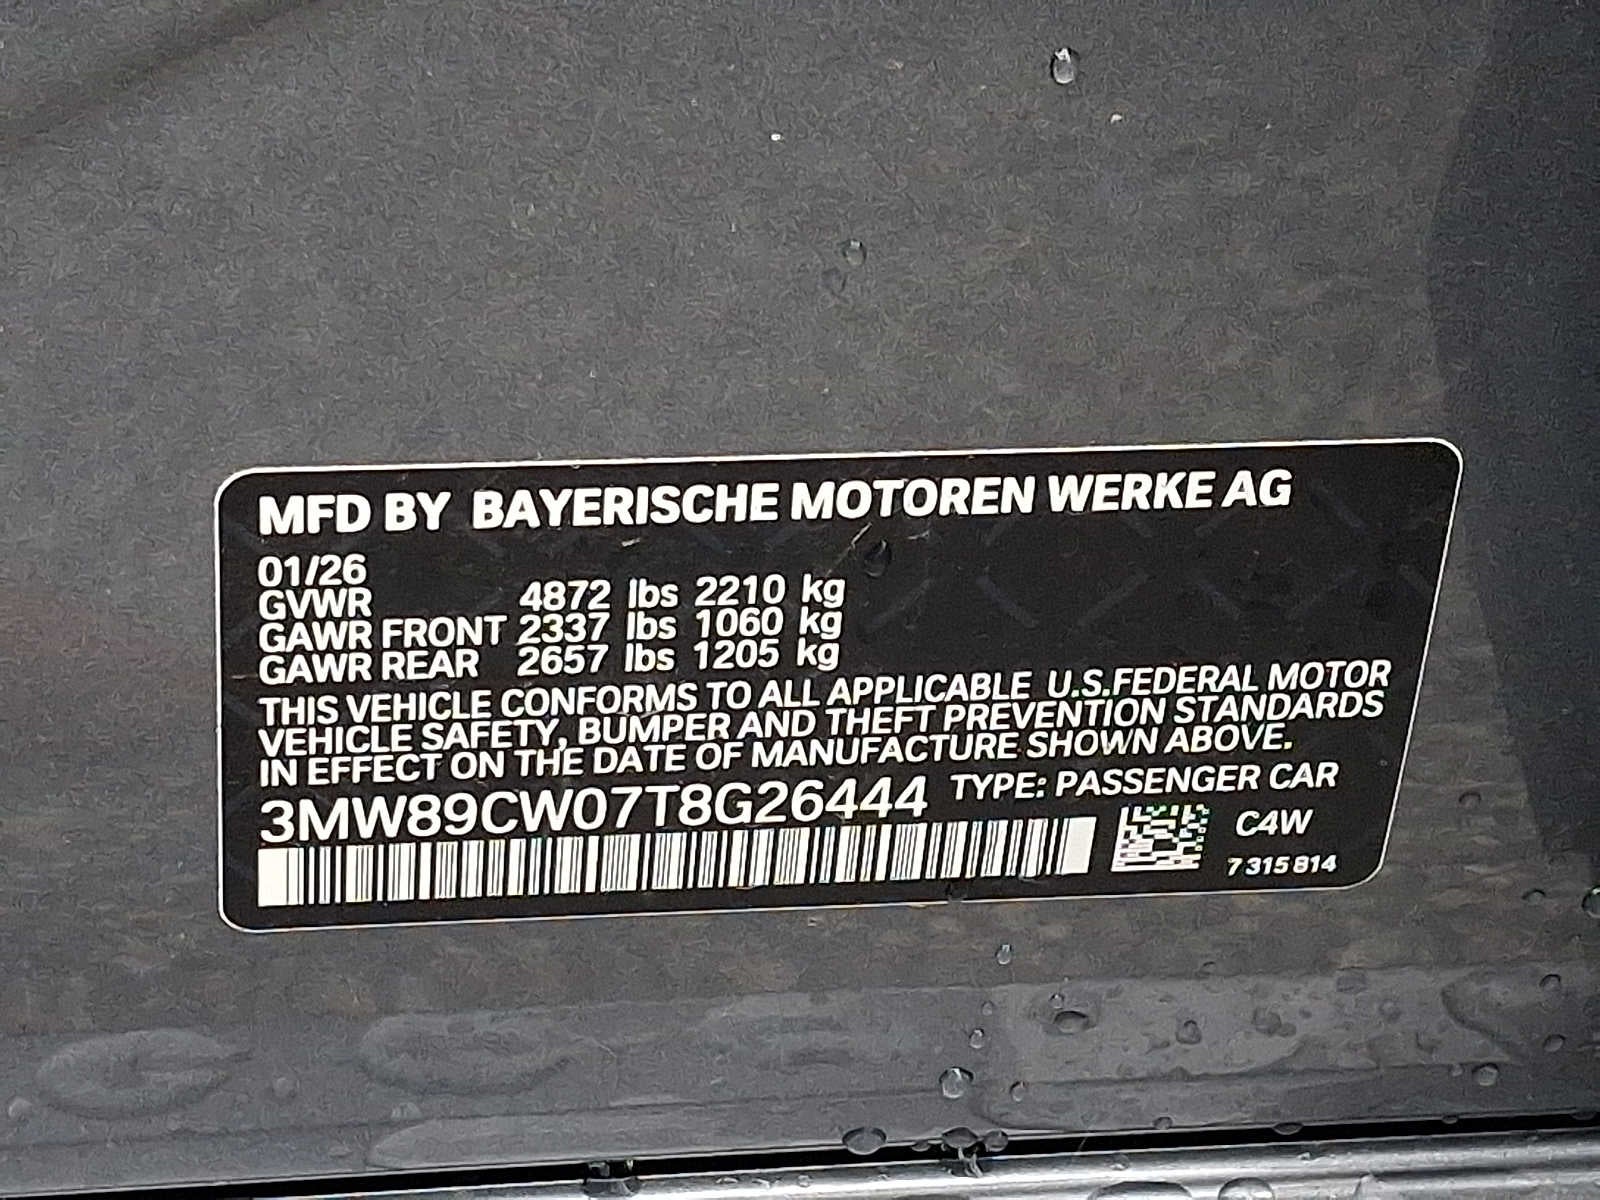 MFD BY BAYERISCHE MOTOREN WERKE AG
01/26
GVWR 4872 lbs 2210 kg
GAWR FRONT 2337 lbs 1060 kg
GAWR REAR 2657 lbs 1205 kg
THIS VEHICLE CONFORMS TO ALL APPLICABLE U.S.FEDERAL MOTOR
VEHICLE SAFETY, BUMPER AND THEFT PREVENTION STANDARDS
IN EFFECT ON THE DATE OF MANUFACTURE SHOWN ABOVE.
3MW89CW07T8G26444 TYPE: PASSENGER CAR
C4W
7 315 814